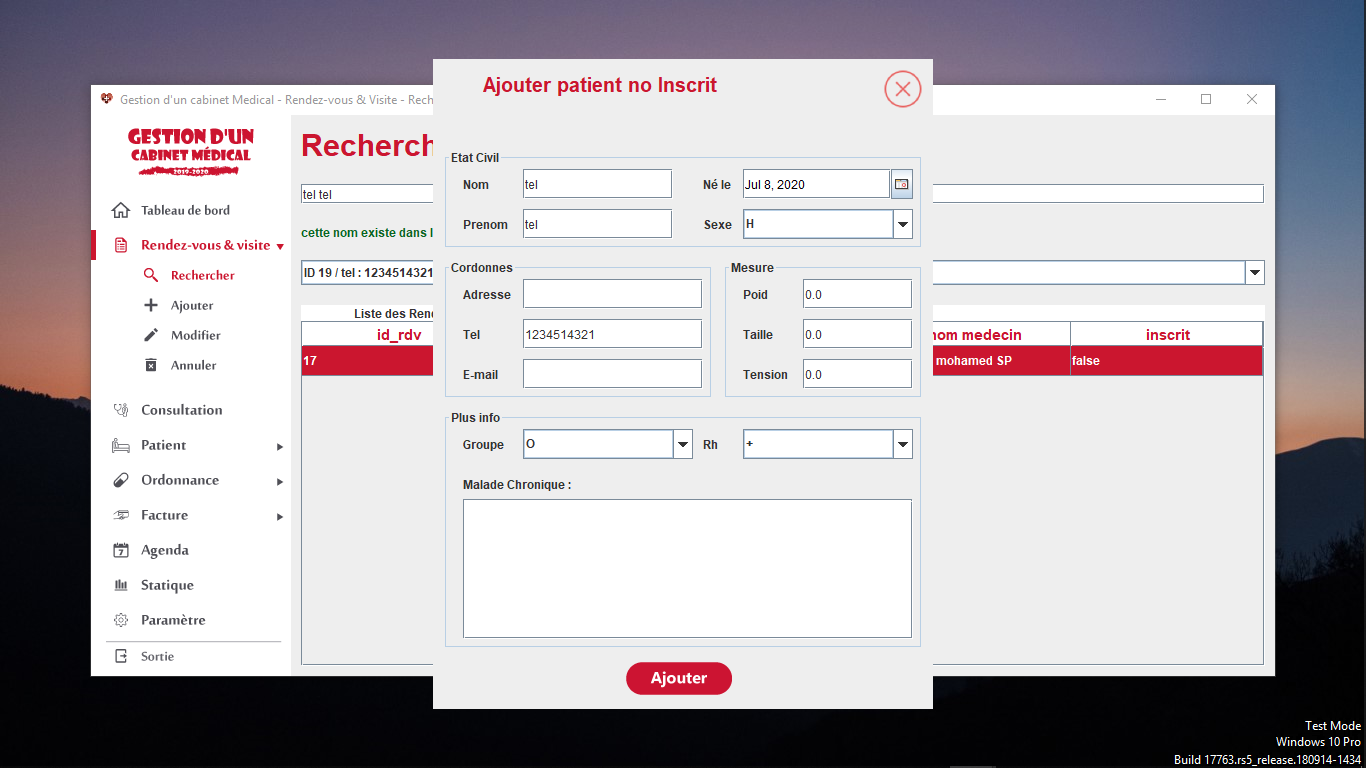 Gestion d'un cabinet Medical - Rendez-vous & Visite - Rech
GESTION D'UN
CABINET MÉDICAL
2019-2020
Tableau de bord
Rendez-vous & visite
Rechercher
Ajouter
Modifier
Annuler
Consultation
Patient
Ordonnance
Facture
Agenda
Statique
Paramètre
Sortie
Recherch
tel tel
cette nom existe dans l
ID 19 / tel : 1234514321
Liste des Ren
id_rdv
nom medecin
inscrit
17
mohamed SP
false
Ajouter patient no Inscrit
Etat Civil
Nom
tel
Né le
Jul 8, 2020
Prenom
tel
Sexe
H
Cordonnes
Adresse
Tel
1234514321
E-mail
Mesure
Poid
0.0
Taille
0.0
Tension
0.0
Plus info
Groupe
O
Rh
+
Malade Chronique :
Ajouter
Test Mode
Windows 10 Pro
Build 17763.rs5_release.180914-1434